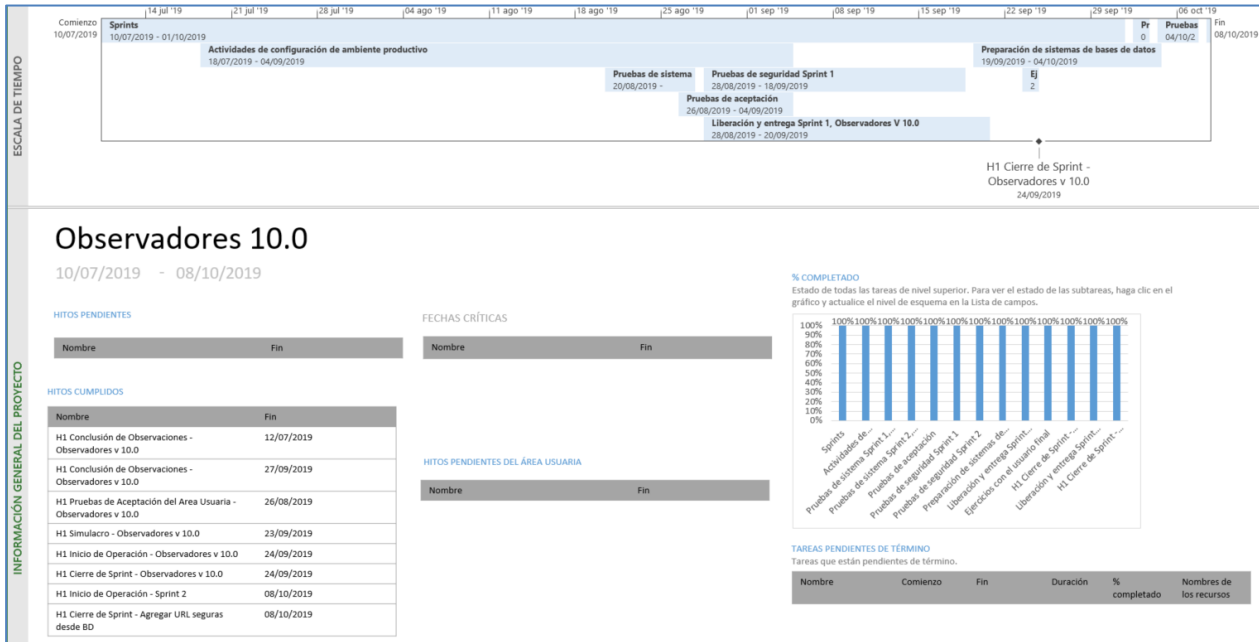 14 jul '19 21 jul '19 28 jul '19 04 ago '19 11 ago '19 18 ago '19 25 ago '19 01 sep '19 08 sep '19 15 sep '19 22 sep '19 29 sep '19 06 oct '19
ESCALA DE TIEMPO
Comienzo
10/07/2019
Sprints
10/07/2019 - 01/10/2019
Pr
0
Pruebas
04/10/2
Fin
08/10/2019
Actividades de configuración de ambiente productivo
18/07/2019 - 04/09/2019
Preparación de sistemas de bases de datos
19/09/2019 - 04/10/2019
Pruebas de sistema
20/08/2019 -
Pruebas de seguridad Sprint 1
28/08/2019 - 18/09/2019
Ej
2
Pruebas de aceptación
26/08/2019 - 04/09/2019
Liberación y entrega Sprint 1, Observadores V 10.0
28/08/2019 - 20/09/2019
H1 Cierre de Sprint -
Observadores v 10.0
24/09/2019
INFORMACIÓN GENERAL DEL PROYECTO
Observadores 10.0
10/07/2019 - 08/10/2019
HITOS PENDIENTES
Nombre Fin
HITOS CUMPLIDOS
Nombre Fin
H1 Conclusión de Observaciones - 12/07/2019
Observadores v 10.0
H1 Conclusión de Observaciones - 27/09/2019
Observadores v 10.0
H1 Pruebas de Aceptación del Area Usuaria - 26/08/2019
Observadores v 10.0
H1 Simulacro - Observadores v 10.0 23/09/2019
H1 Inicio de Operación - Observadores v 10.0 24/09/2019
H1 Cierre de Sprint - Observadores v 10.0 24/09/2019
H1 Inicio de Operación - Sprint 2 08/10/2019
H1 Cierre de Sprint - Agregar URL seguras 08/10/2019
desde BD
FECHAS CRÍTICAS
Nombre Fin
HITOS PENDIENTES DEL ÁREA USUARIA
Nombre Fin
% COMPLETADO
Estado de todas las tareas de nivel superior. Para ver el estado de las subtareas, haga clic en el
gráfico y actualice el nivel de esquema en la Lista de campos.
100% 100% 100% 100% 100% 100% 100% 100% 100% 100% 100% 100% 100%
100%
90%
80%
70%
60%
50%
40%
30%
20%
10%
0%
Sprints
Actividades de...
Pruebas de sistema Sprint 1,...
Pruebas de sistema Sprint 2,...
Pruebas de aceptación
Pruebas de seguridad Sprint 1
Pruebas de seguridad Sprint 2
Preparación de sistemas de...
Liberación y entrega Sprint...
Ejercicios con el usuario final
H1 Cierre de Sprint -...
Liberación y entrega Sprint...
H1 Cierre de Sprint -...
TAREAS PENDIENTES DE TÉRMINO
Tareas que están pendientes de término.
Nombre Comienzo Fin Duración % completado Nombres de los recursos